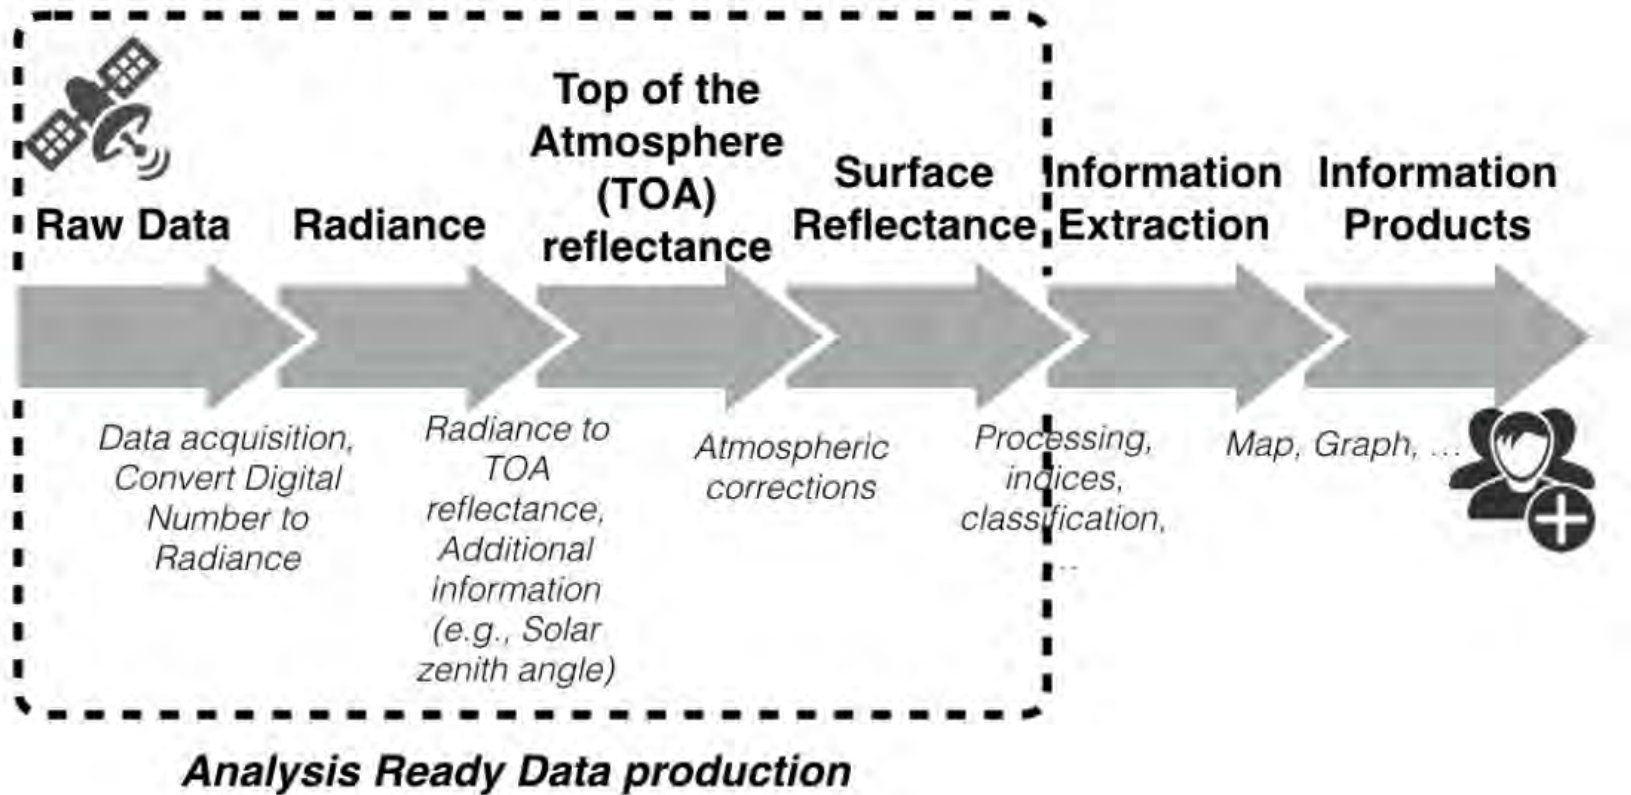 Raw Data
Radiance
Top of the
Atmosphere
(TOA)
reflectance
Surface
Reflectance
Information
Extraction
Information
Products
Data acquisition,
Convert Digital
Number to
Radiance
Radiance to
TOA
reflectance,
Additional
information
(e.g., Solar
zenith angle)
Atmospheric
corrections
Processing,
indices,
classification,
...
Map, Graph, ...
Analysis Ready Data production